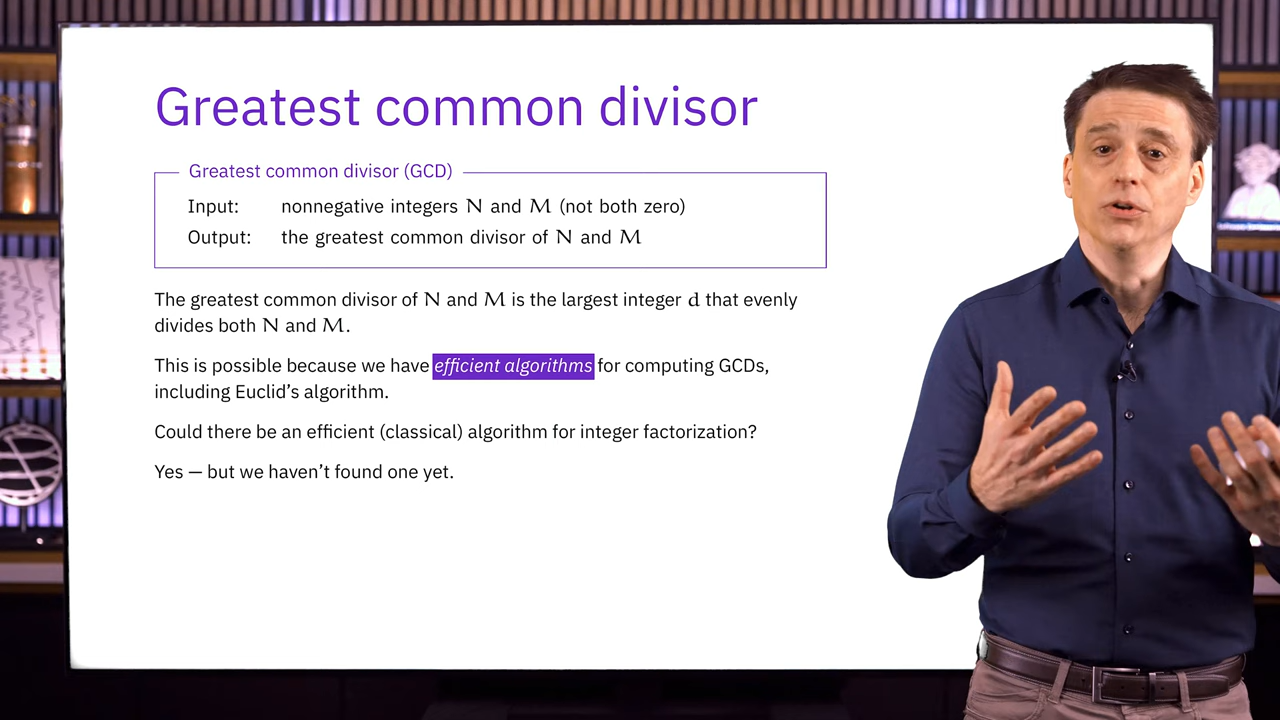 Greatest common divisor
Greatest common divisor (GCD)
Input: nonnegative integers N and M (not both zero)
Output: the greatest common divisor of N and M
The greatest common divisor of N and M is the largest integer d that evenly
divides both N and M.
This is possible because we have efficient algorithms for computing GCDs,
including Euclid's algorithm.
Could there be an efficient (classical) algorithm for integer factorization?
Yes — but we haven't found one yet.